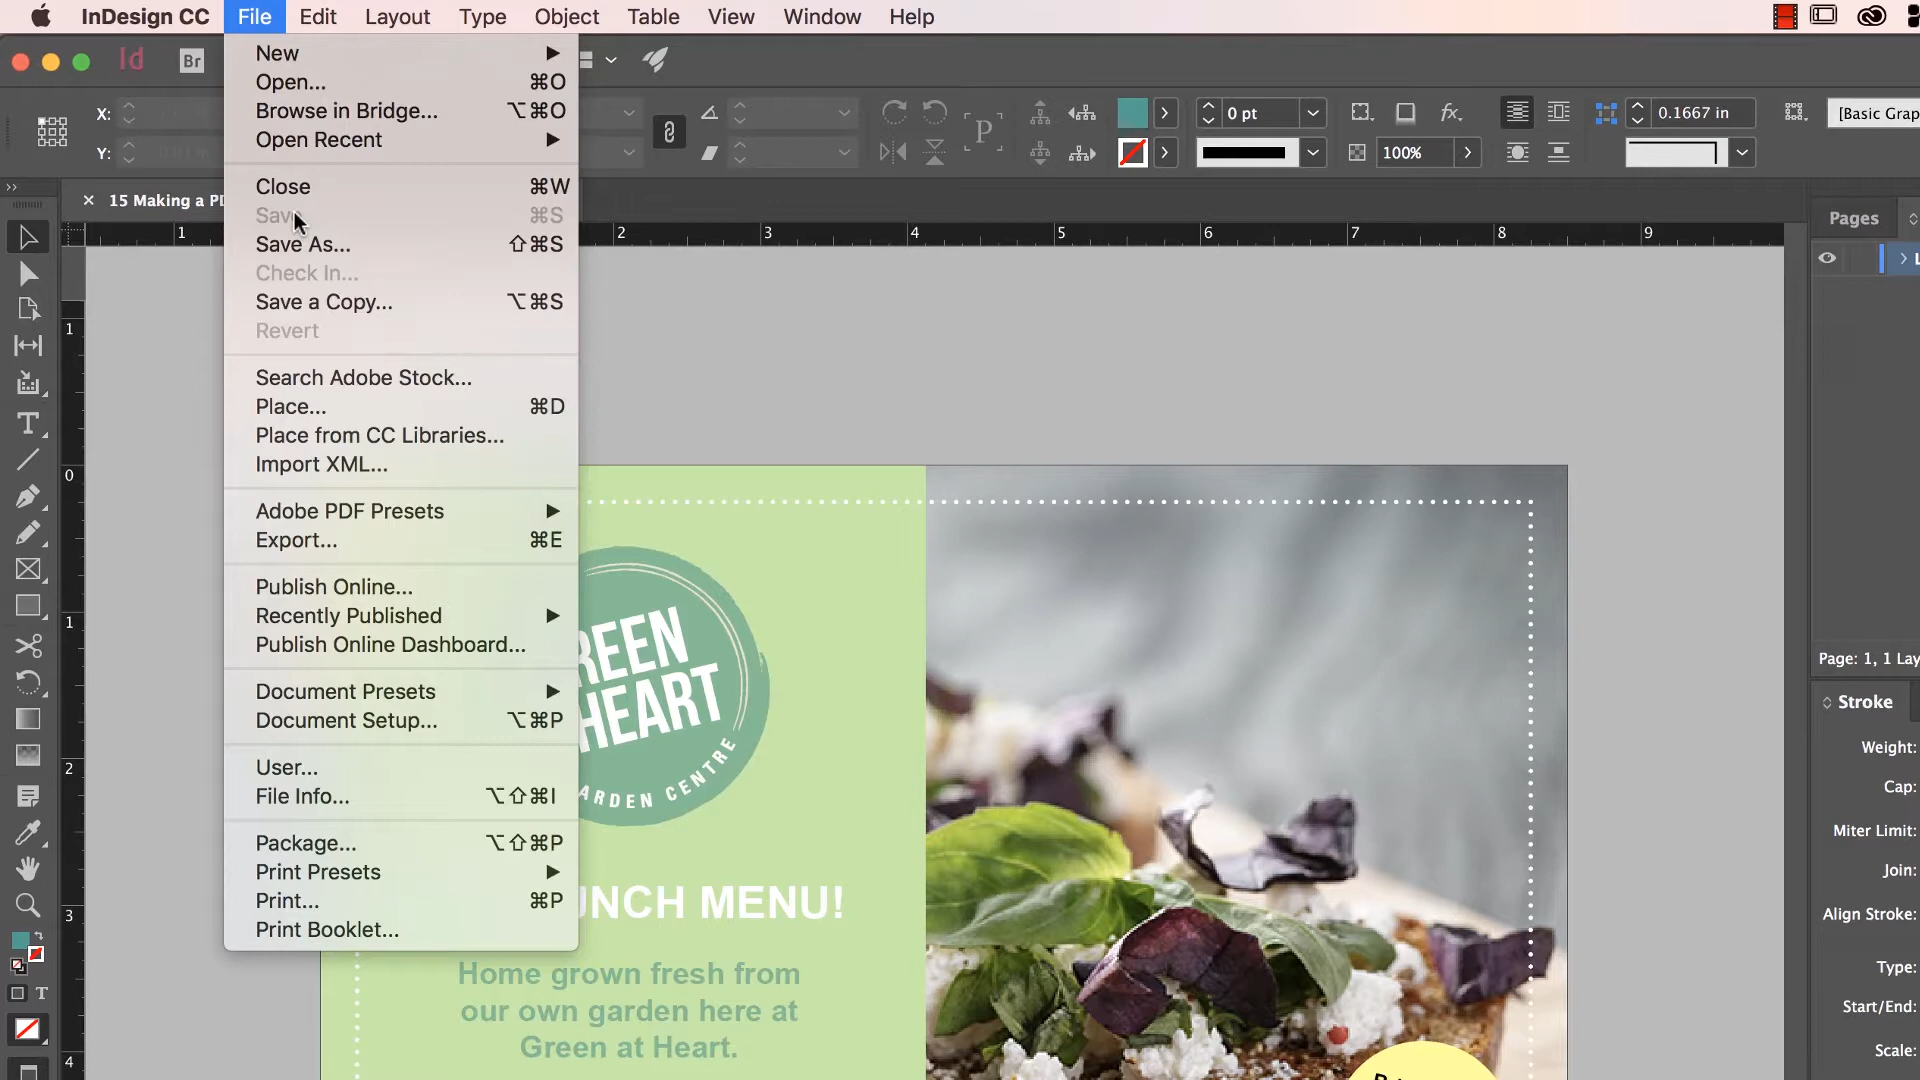 InDesign CC File Edit Layout Type Object Table View Window Help
Id Br
New
Open... ⌘O
Browse in Bridge... ⌥⌘O
Open Recent
Close ⌘W
Save ⌘S
Save As... ⇧⌘S
Check In...
Save a Copy... ⌥⌘S
Revert
Search Adobe Stock...
Place... ⌘D
Place from CC Libraries...
Import XML...
Adobe PDF Presets
Export... ⌘E
Publish Online...
Recently Published
Publish Online Dashboard...
Document Presets
Document Setup... ⌥⌘P
User...
File Info... ⌥⇧⌘I
Package... ⌥⇧⌘P
Print Presets
Print... ⌘P
Print Booklet...
X:
Y:
P
0 pt
fx
0.1667 in
[Basic Grap
100%
15 Making a
1 2 3 4 5 6 7 8 9
1
0
1
2
3
4
T
T
REEN
HEART
ARDEN CENTRE
NCH MENU!
Home grown fresh from
our own garden here at
Green at Heart.
Pages
Page: 1, 1 Lay
Stroke
Weight:
Cap:
Miter Limit:
Join:
Align Stroke:
Type:
Start/End:
Scale: